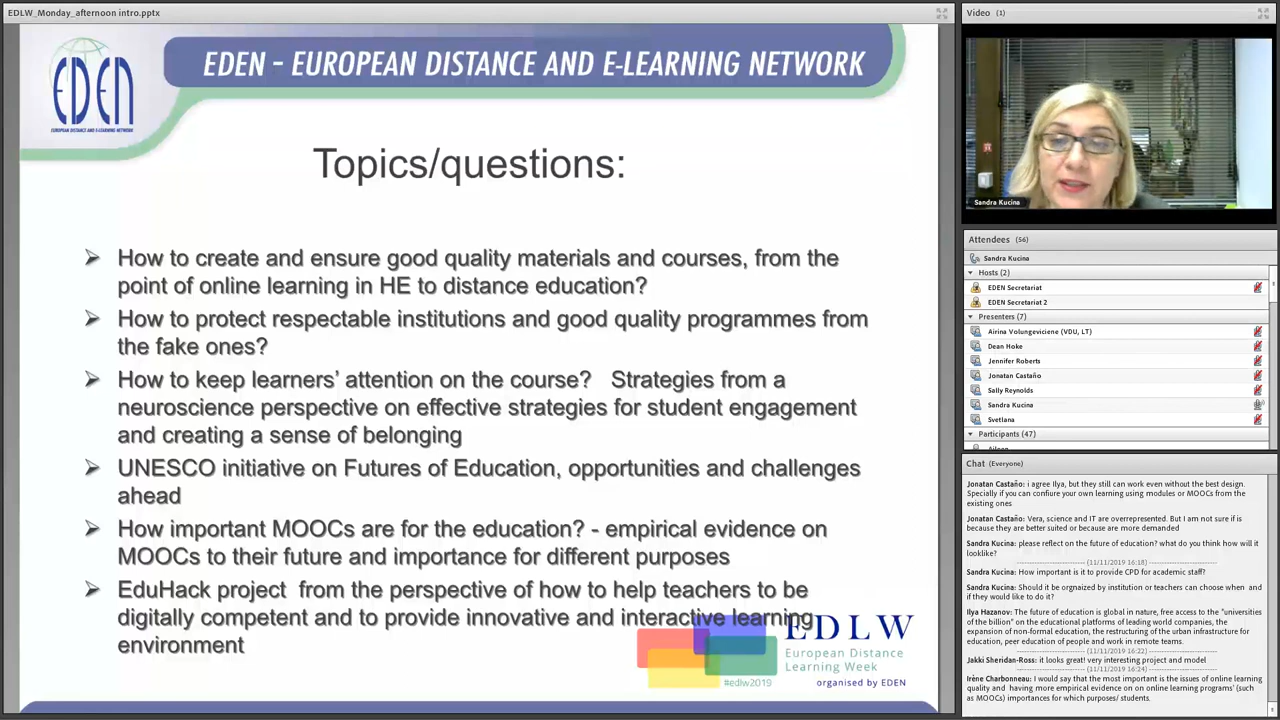 EDLW_Monday_afternoon intro.pptx
EDEN
EUROPEAN DISTANCE AND E-LEARNING NETWORK
EDEN – EUROPEAN DISTANCE AND E-LEARNING NETWORK
Topics/questions:
➢ How to create and ensure good quality materials and courses, from the
point of online learning in HE to distance education?
➢ How to protect respectable institutions and good quality programmes from
the fake ones?
➢ How to keep learners’ attention on the course? Strategies from a
neuroscience perspective on effective strategies for student engagement
and creating a sense of belonging
➢ UNESCO initiative on Futures of Education, opportunities and challenges
ahead
➢ How important MOOCs are for the education? - empirical evidence on
MOOCs to their future and importance for different purposes
➢ EduHack project from the perspective of how to help teachers to be
digitally competent and to provide innovative and interactive learning
environment
EDLW
European Distance
Learning Week
#edlw2019
organised by EDEN
Video (1)
Sandra Kucina
Attendees (56)
Sandra Kucina
Hosts (2)
EDEN Secretariat
EDEN Secretariat 2
Presenters (7)
Airina Volungeviciene (VDU, LT)
Dean Hoke
Jennifer Roberts
Jonatan Castaño
Sally Reynolds
Sandra Kucina
Svetlana
Participants (47)
Chat (Everyone)
Jonatan Castaño: i agree Ilya, but they still can work even without the best design.
Specially if you can confiure your own learning using modules or MOOCs from the
existing ones
Jonatan Castaño: Vera, science and IT are overrepresented. But I am not sure if is
because are better suited or because are more demanded
Sandra Kucina: please reflect on the future of education? what do you think how will it
looklike?
(11/11/2019 16:18)
Sandra Kucina: How important is it to provide CPD for academic staff?
Sandra Kucina: Should it be orgnaized by institution or teachers can choose when and
if they would like to do it?
Ilya Hazanov: The future of education is global in nature, free access to the "universities
of the billion" on the educational platforms of leading world companies, the
expansion of non-formal education, the restructuring of the urban infrastructure for
education, peer education of people and work in remote teams.
(11/11/2019 16:22)
Jakki Sheridan-Ross: it looks great! very interesting project and model
(11/11/2019 16:24)
Irène Charbonneau: I would say that the most important is the issues of online learning
quality and having more empirical evidence on on online learning programs' (such
as MOOCs) importances for which purposes/ students.